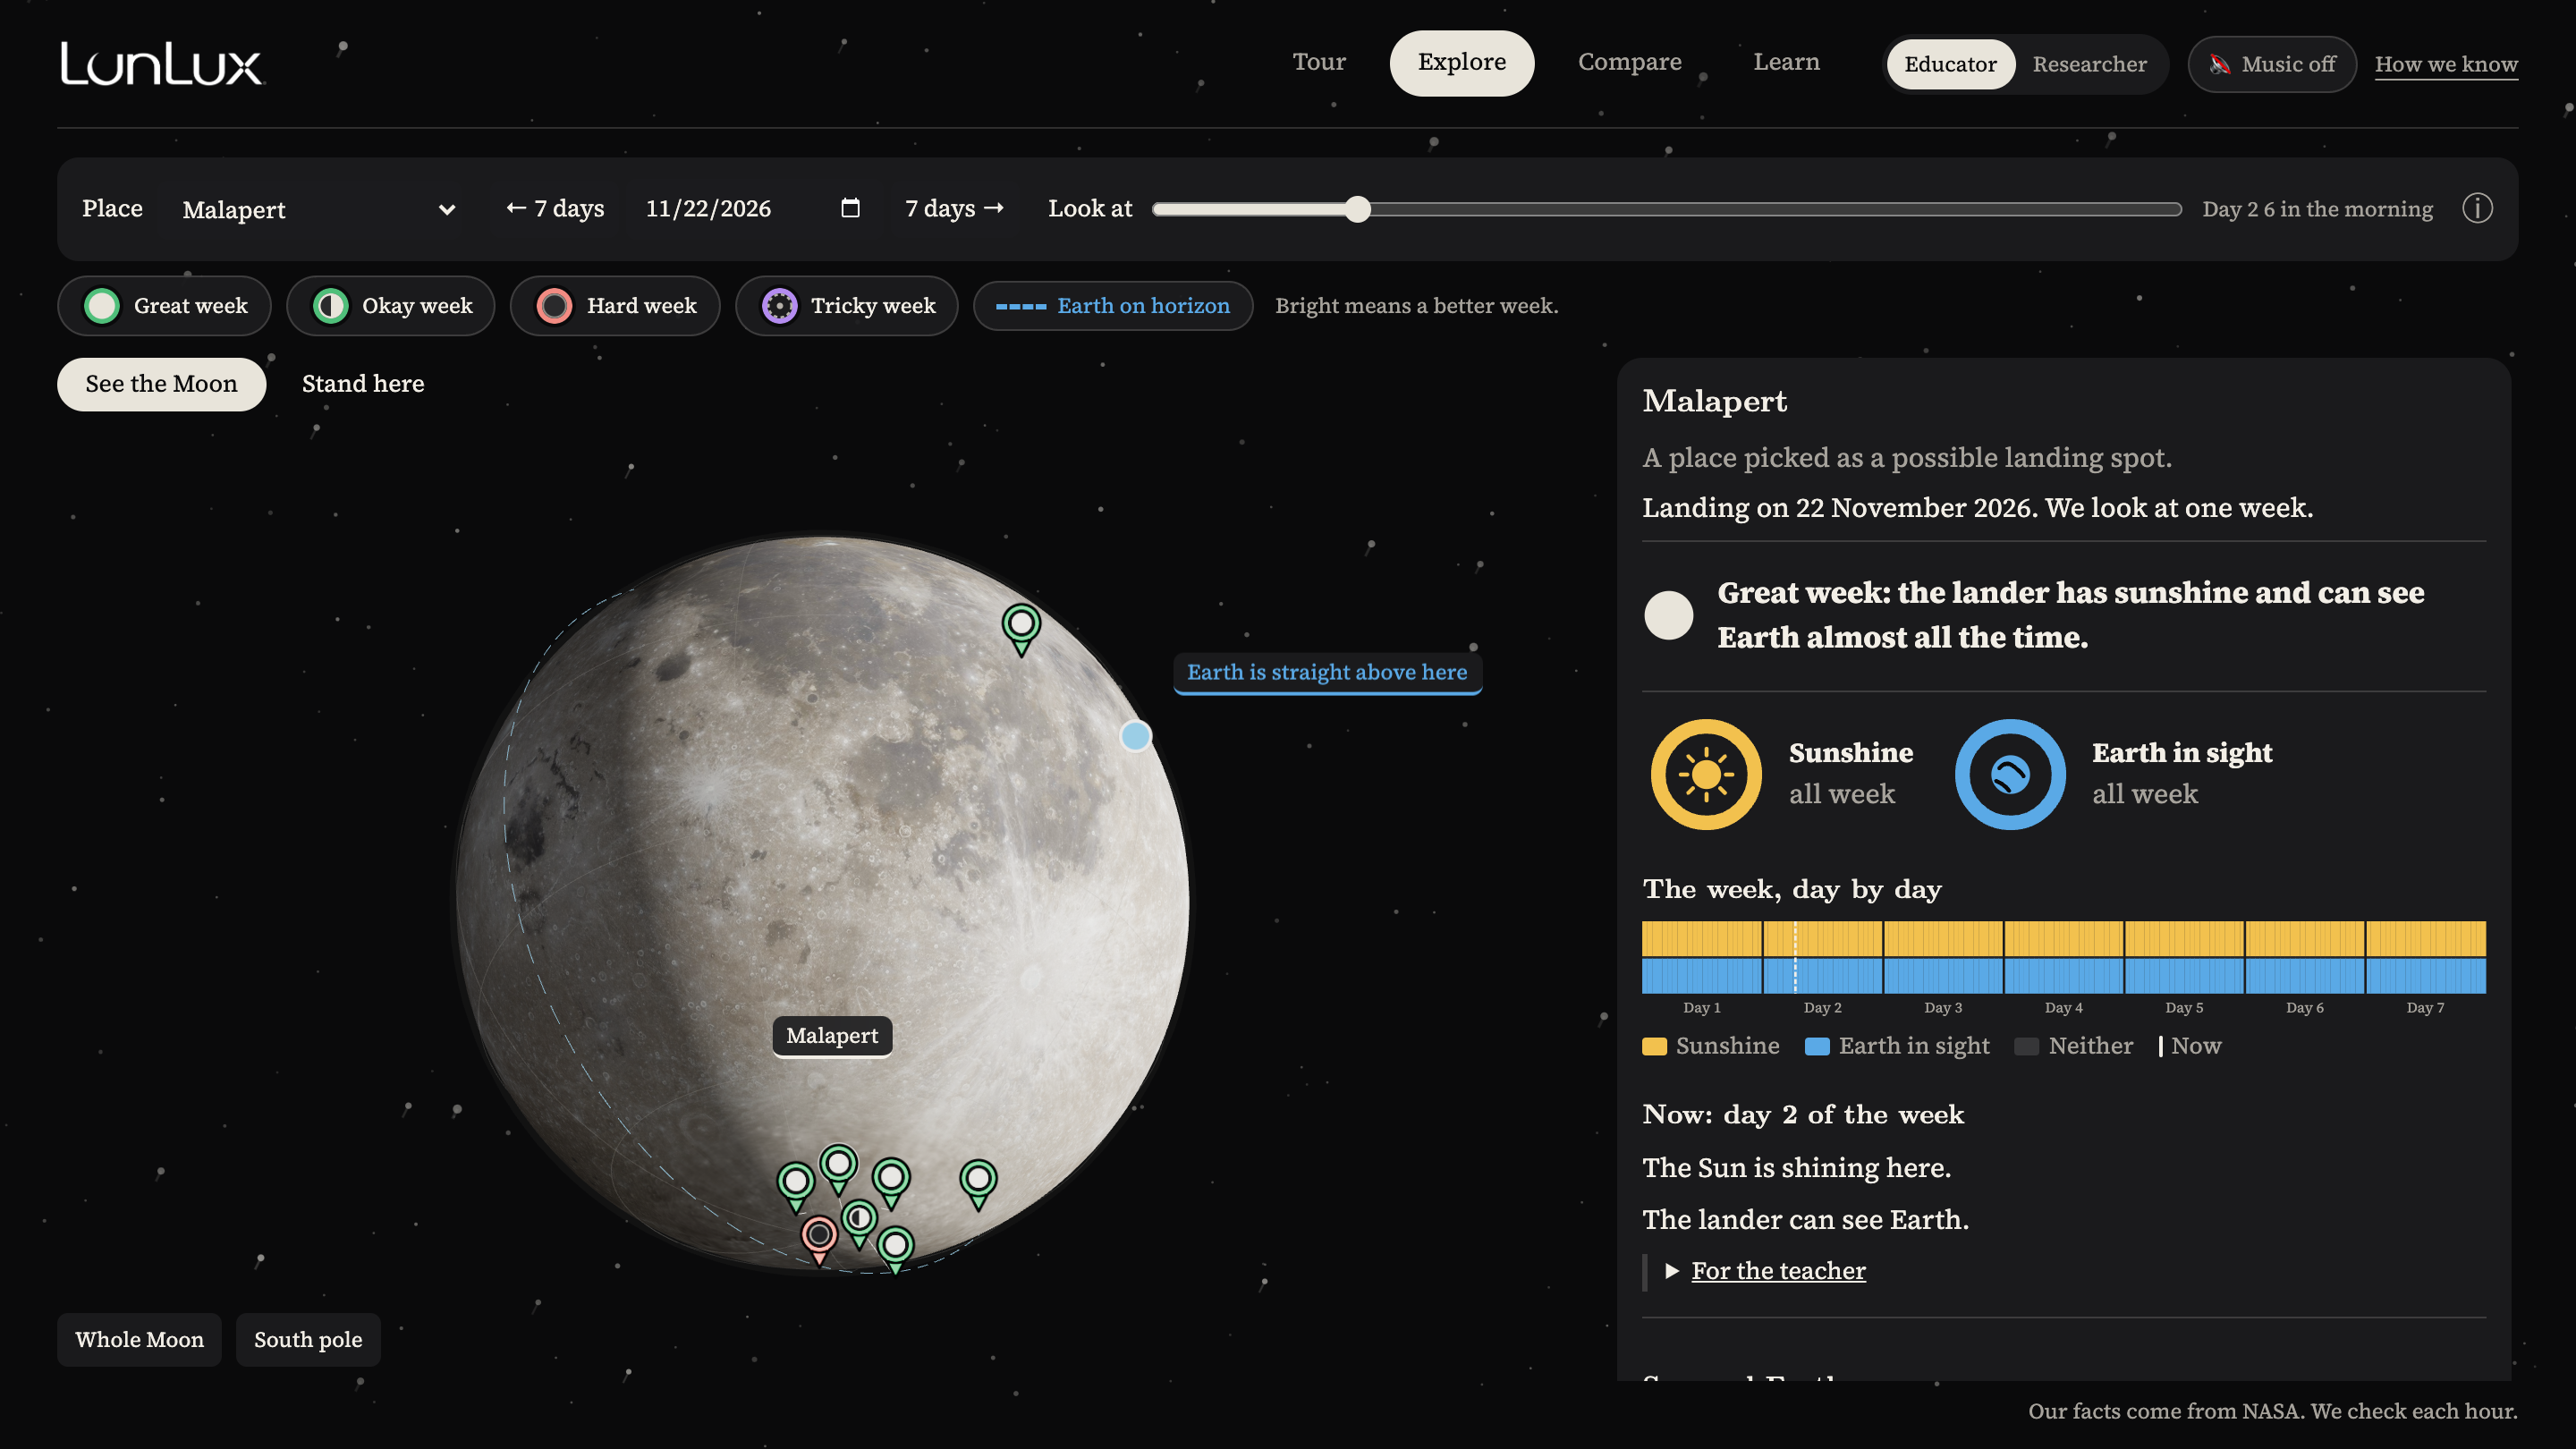 LunLux
Tour
Explore
Compare
Learn
Educator
Researcher
Music off
How we know
Place
Malapert
← 7 days
11/22/2026
7 days →
Look at
Day 2 6 in the morning
Great week
Okay week
Hard week
Tricky week
Earth on horizon
Bright means a better week.
See the Moon
Stand here
Earth is straight above here
Malapert
Whole Moon
South pole
Malapert
A place picked as a possible landing spot.
Landing on 22 November 2026. We look at one week.
Great week: the lander has sunshine and can see
Earth almost all the time.
Sunshine
all week
Earth in sight
all week
The week, day by day
Day 1
Day 2
Day 3
Day 4
Day 5
Day 6
Day 7
Sunshine
Earth in sight
Neither
Now
Now: day 2 of the week
The Sun is shining here.
The lander can see Earth.
For the teacher
Our facts come from NASA. We check each hour.